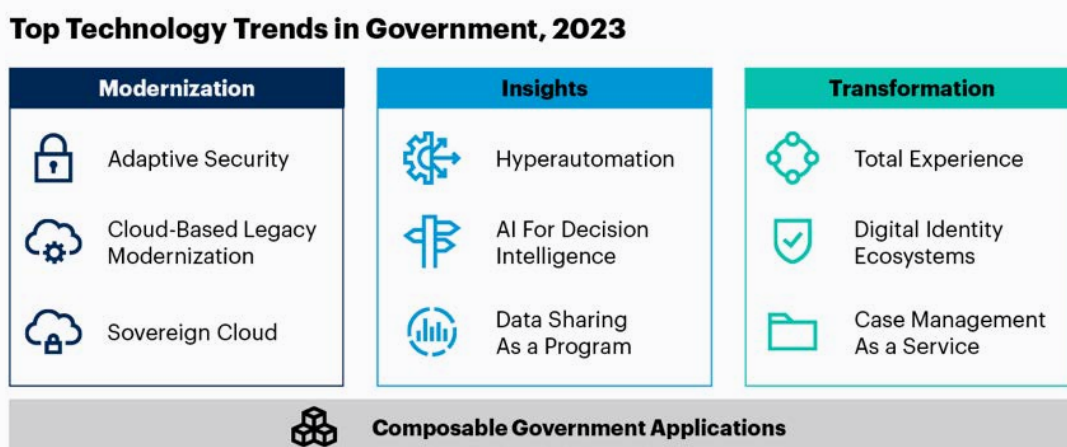 Top Technology Trends in Government, 2023
Modernization
Adaptive Security
Cloud-Based Legacy
Modernization
Sovereign Cloud
Insights
Hyperautomation
AI For Decision
Intelligence
Data Sharing
As a Program
Transformation
Total Experience
Digital Identity
Ecosystems
Case Management
As a Service
Composable Government Applications